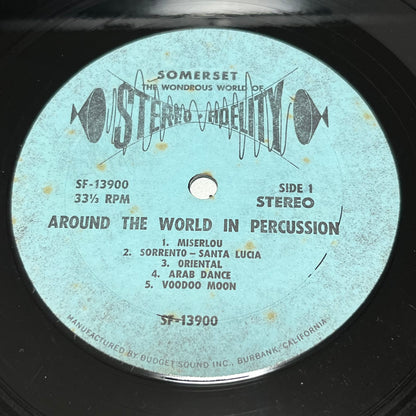 SOMERSET
THE WONDROUS WORLD OF
STEREO-FIDELITY
SF-13900
SIDE 1
33⅓ RPM
STEREO
AROUND THE WORLD IN PERCUSSION
1. MISERLOU
2. SORRENTO - SANTA LUCIA
3. ORIENTAL
4. ARAB DANCE
5. VOODOO MOON
SF-13900
MANUFACTURED BY BUDGET SOUND INC., BURBANK, CALIFORNIA